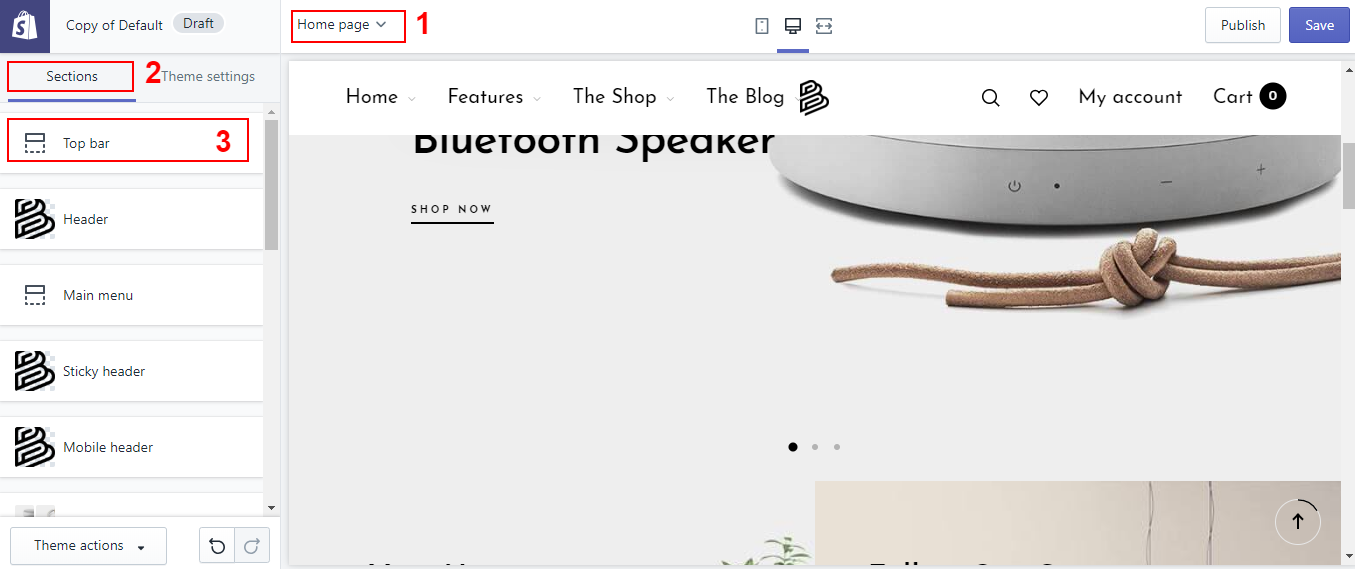 Copy of Default Draft
Home page 1
Publish Save
Sections 2 Theme settings
Top bar 3
Header
Main menu
Sticky header
Mobile header
Theme actions
Home Features The Shop The Blog My account Cart 0
Bluetooth Speaker
SHOP NOW